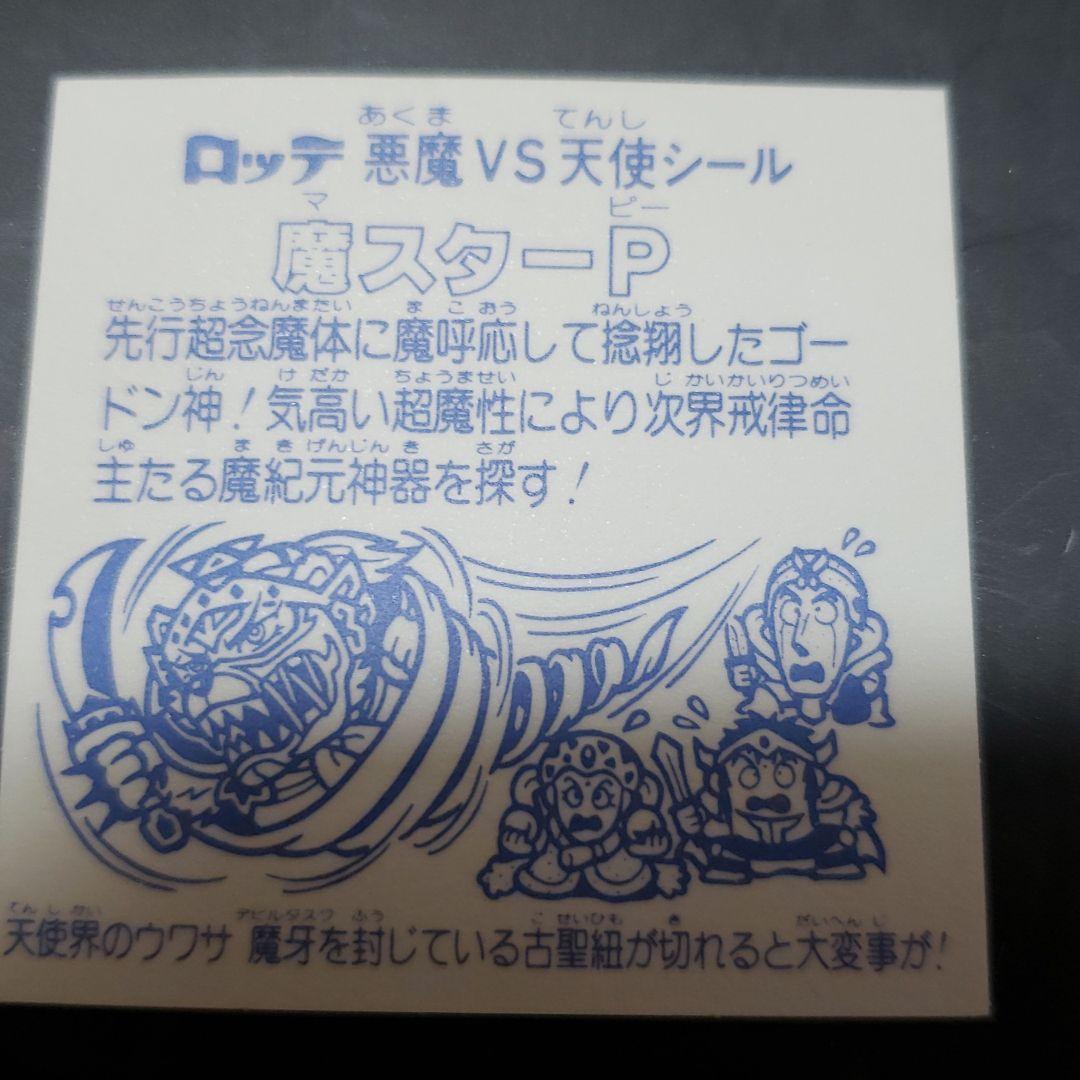 あくま てんし
ロッテ 悪魔VS天使シール
マ ピー
魔スターP
せんこうちょうねんまたい まこおう ねんしょう
先行超念魔体に魔呼応して捻翔したゴー
じん けだか ちょうませい じかいかいりつめい
ドン神！気高い超魔性により次界戒律命
しゅ まきげんじんき さが
主たる魔紀元神器を探す！
てんしかい デビルタスク ふう こせいひも き だいへんじ
天使界のウワサ 魔牙を封じている古聖紐が切れると大変事が！